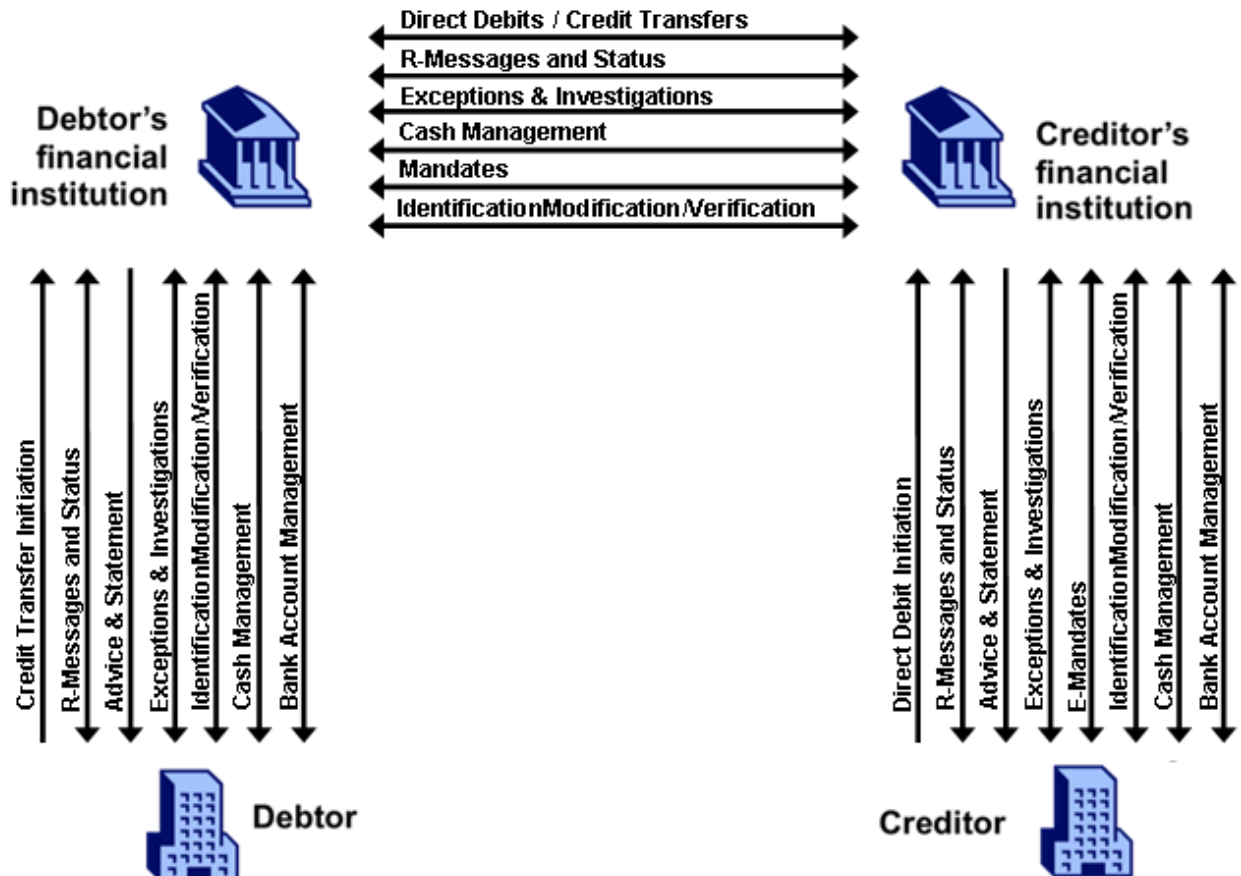 Direct Debits / Credit Transfers
R-Messages and Status
Exceptions & Investigations
Cash Management
Mandates
IdentificationModification/Verification
Debtor's
financial
institution
Creditor's
financial
institution
Credit Transfer Initiation
R-Messages and Status
Advice & Statement
Exceptions & Investigations
IdentificationModification/Verification
Cash Management
Bank Account Management
Direct Debit Initiation
R-Messages and Status
Advice & Statement
Exceptions & Investigations
E-Mandates
IdentificationModification/Verification
Cash Management
Bank Account Management
Debtor
Creditor